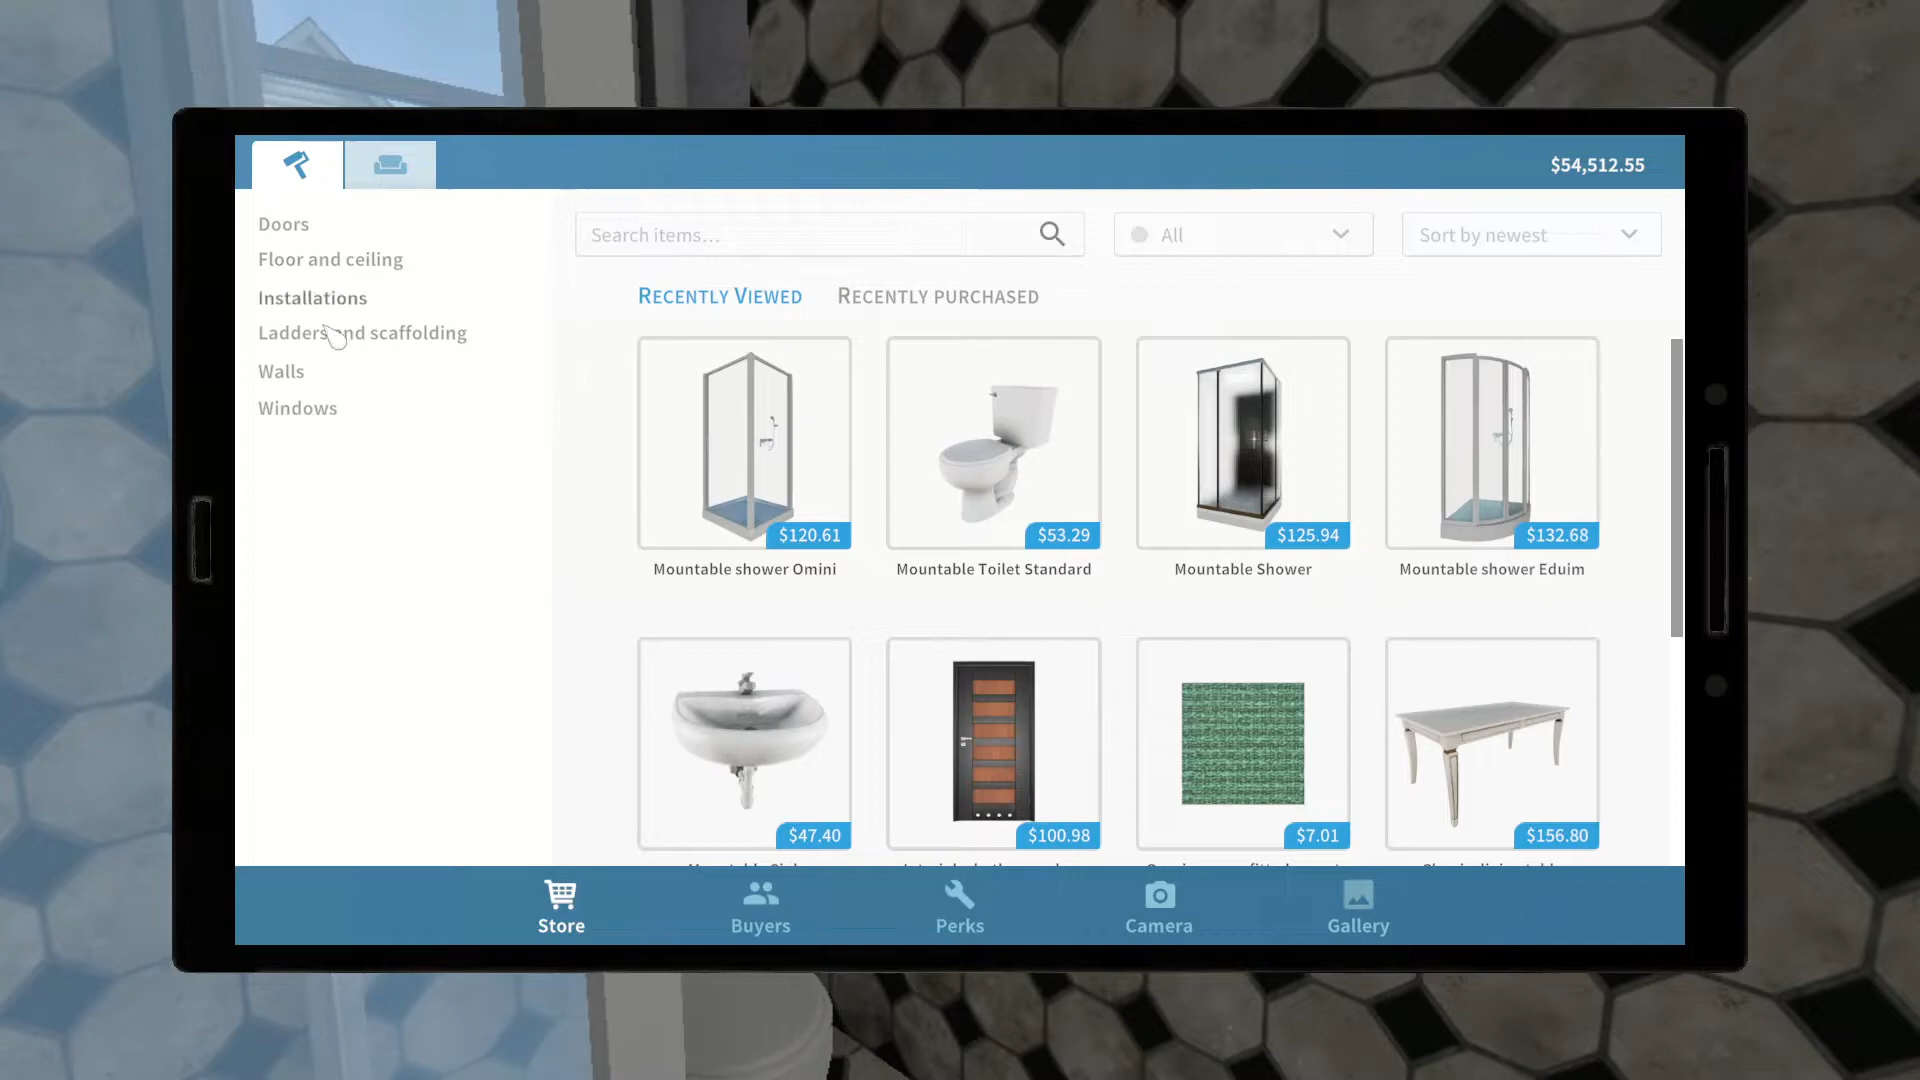 $54,512.55
Doors
Floor and ceiling
Installations
Ladders and scaffolding
Walls
Windows
Search items...
All
Sort by newest
RECENTLY VIEWED
RECENTLY PURCHASED
$120.61
$53.29
$125.94
$132.68
Mountable shower Omini
Mountable Toilet Standard
Mountable Shower
Mountable shower Eduim
$47.40
$100.98
$7.01
$156.80
Store
Buyers
Perks
Camera
Gallery